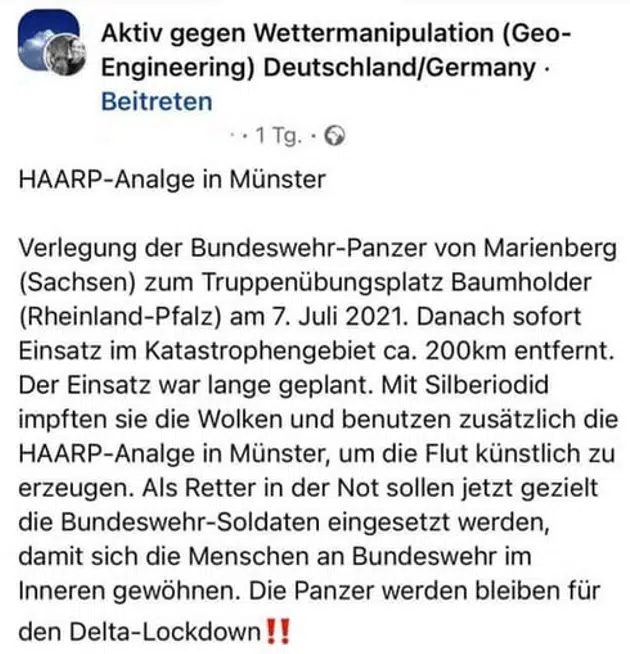 Aktiv gegen Wettermanipulation (Geo-
Engineering) Deutschland/Germany ·
Beitreten
· · 1 Tg. ·
HAARP-Analge in Münster
Verlegung der Bundeswehr-Panzer von Marienberg
(Sachsen) zum Truppenübungsplatz Baumholder
(Rheinland-Pfalz) am 7. Juli 2021. Danach sofort
Einsatz im Katastrophengebiet ca. 200km entfernt.
Der Einsatz war lange geplant. Mit Silberiodid
impften sie die Wolken und benutzen zusätzlich die
HAARP-Analge in Münster, um die Flut künstlich zu
erzeugen. Als Retter in der Not sollen jetzt gezielt
die Bundeswehr-Soldaten eingesetzt werden,
damit sich die Menschen an Bundeswehr im
Inneren gewöhnen. Die Panzer werden bleiben für
den Delta-Lockdown‼️